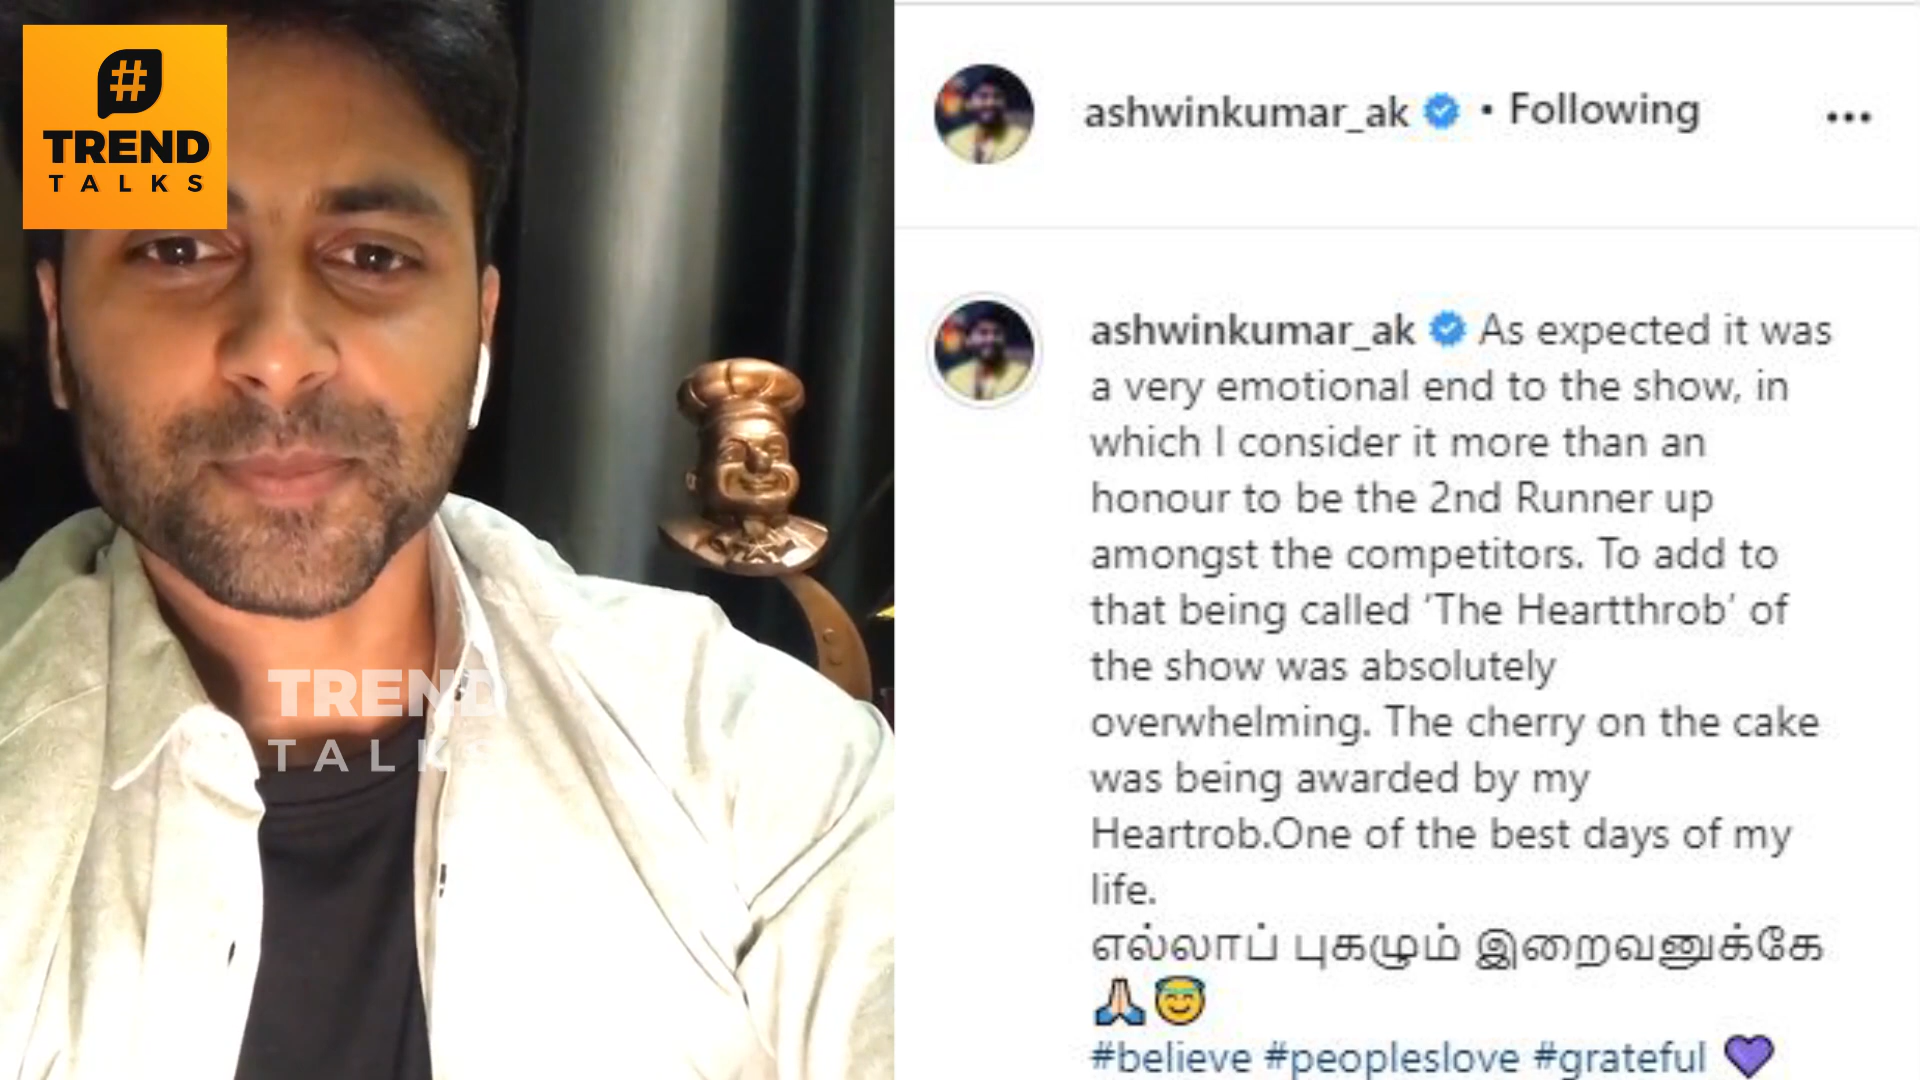 #
TREND
TALKS
TREND
TALKS
ashwinkumar_ak • Following
ashwinkumar_ak As expected it was
a very emotional end to the show, in
which I consider it more than an
honour to be the 2nd Runner up
amongst the competitors. To add to
that being called ‘The Heartthrob’ of
the show was absolutely
overwhelming. The cherry on the cake
was being awarded by my
Heartrob.One of the best days of my
life.
எல்லாப் புகழும் இறைவனுக்கே
🙏🏻😇
#believe #peopleslove #grateful 💜